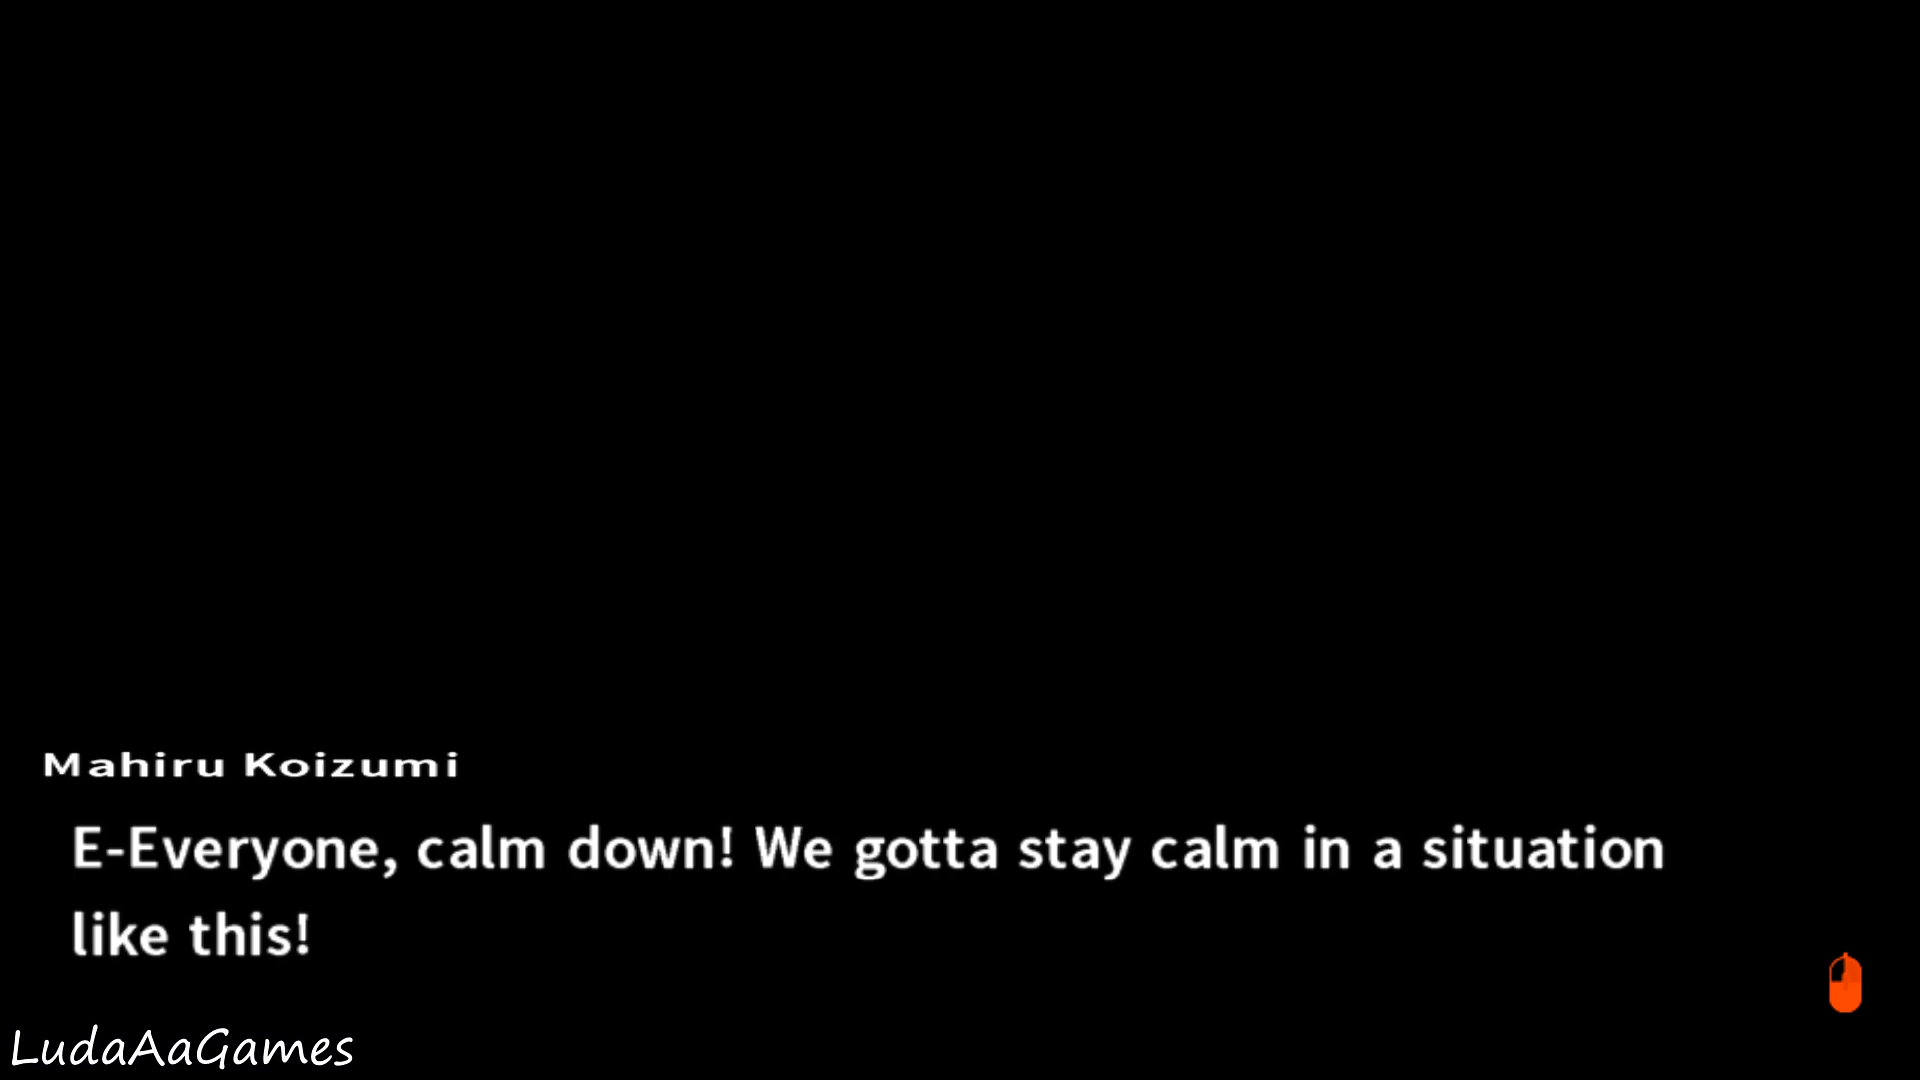 Mahiru Koizumi
E-Everyone, calm down! We gotta stay calm in a situation
like this!
LudaAaGames